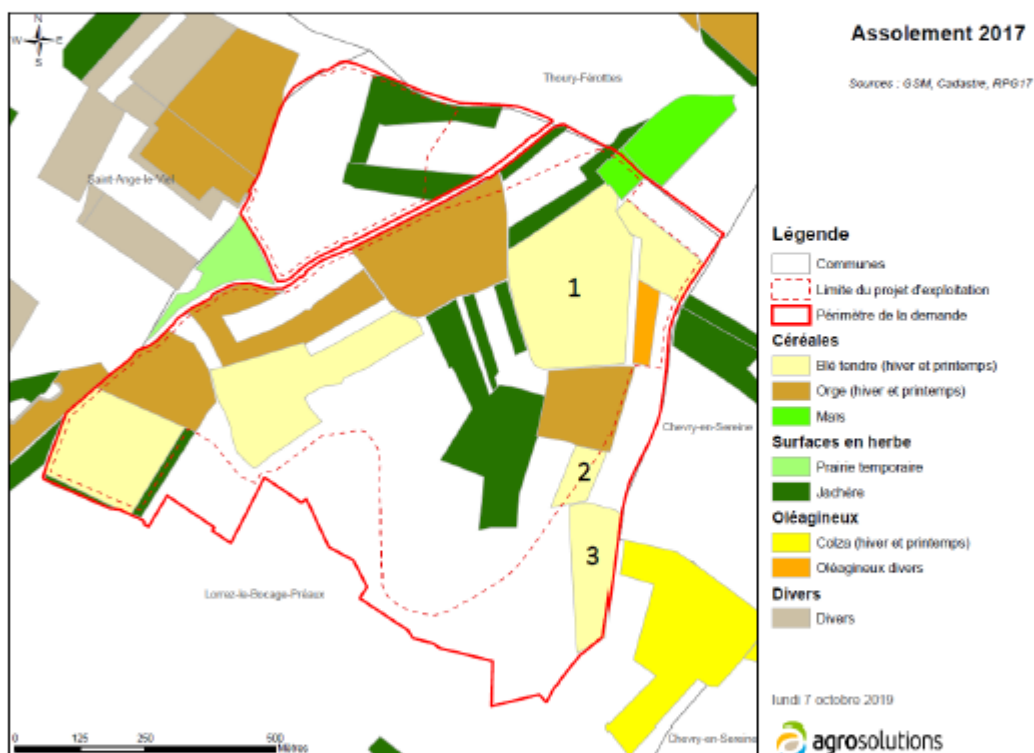 N
W E
S
Thoury-Férottes
Saint-Ange-le-Viel
1
2
3
Chevry-en-Sereine
Lorrez-le-Bocage-Préaux
Chevry-en-Sereine
0 125 250 500
Mètres
Assolement 2017
Sources : GSM, Cadastre, RPG17
Légende
Communes
Limite du projet d'exploitation
Périmètre de la demande
Céréales
Blé tendre (hiver et printemps)
Orge (hiver et printemps)
Maïs
Surfaces en herbe
Prairie temporaire
Jachère
Oléagineux
Colza (hiver et printemps)
Oléagineux divers
Divers
Divers
lundi 7 octobre 2019
agrosolutions